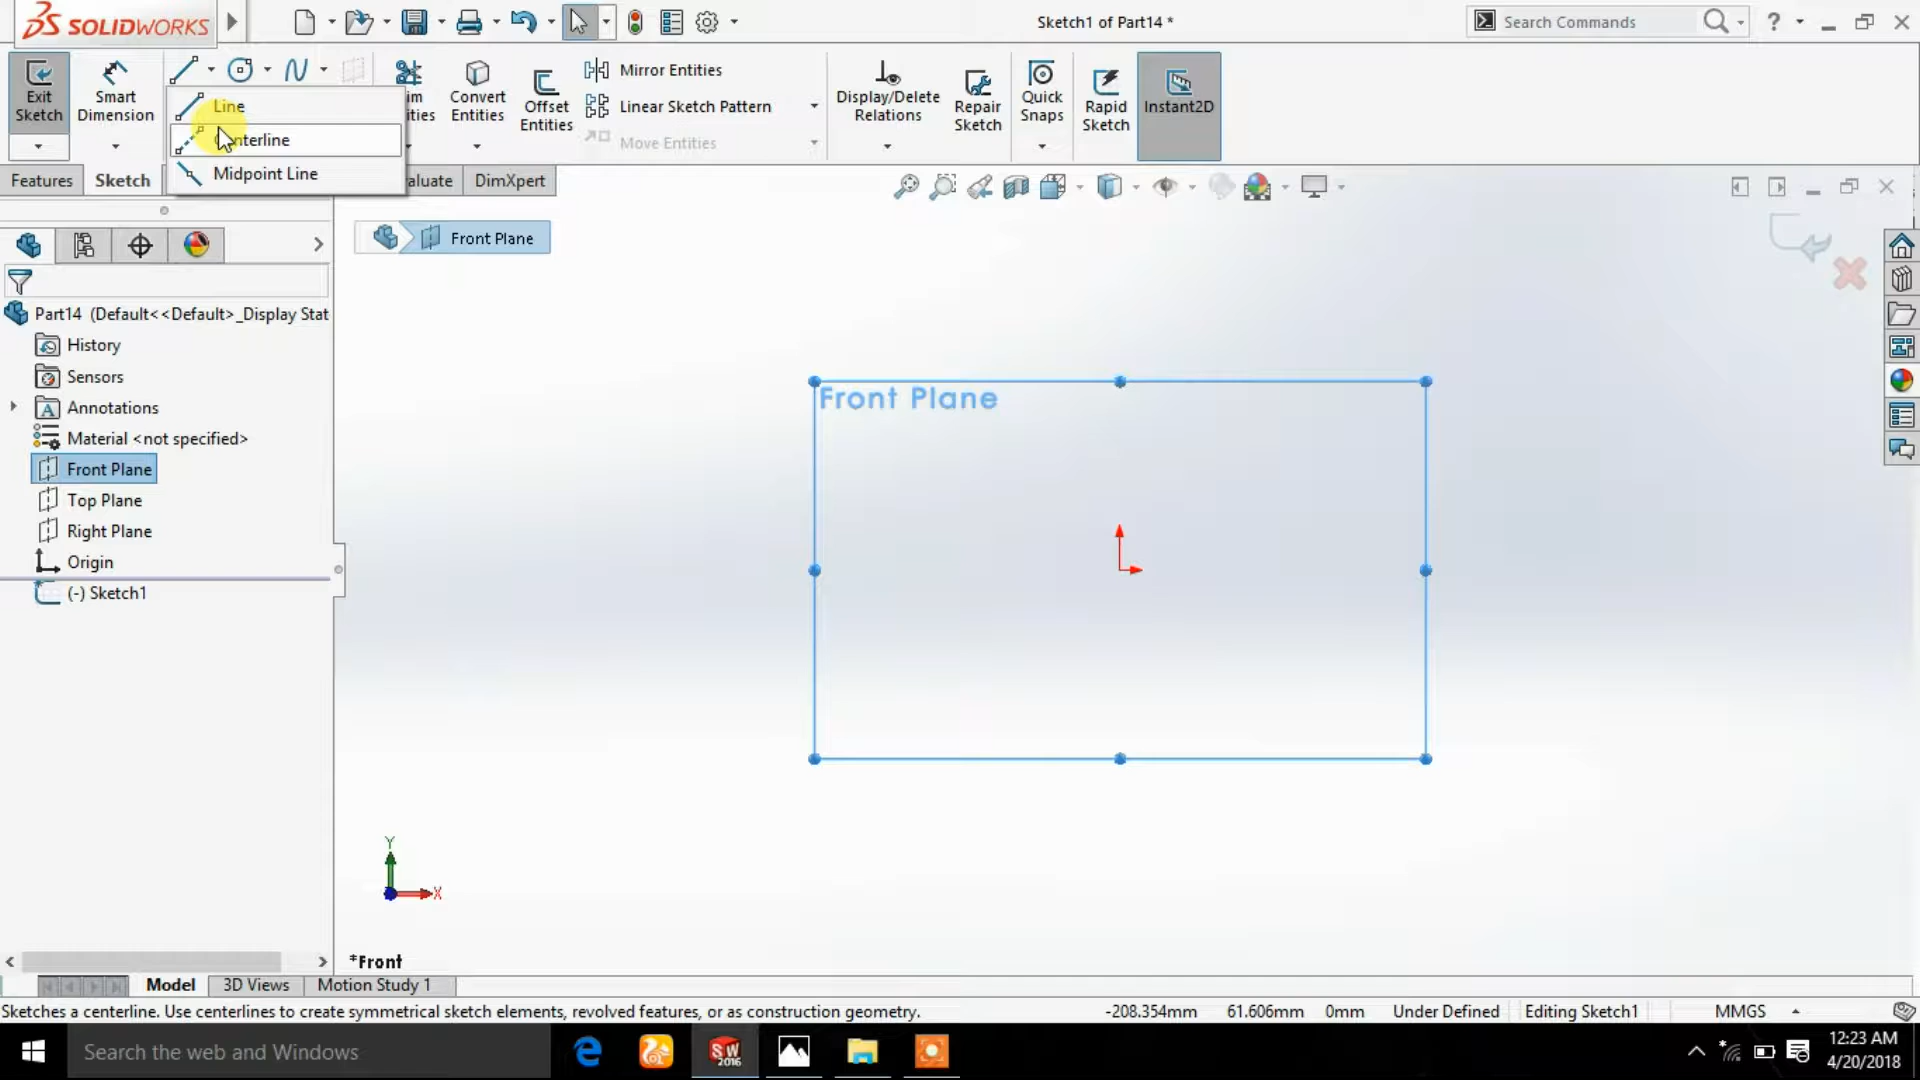 SOLIDWORKS
Sketch1 of Part14 *
Search Commands
Exit Sketch
Smart Dimension
Line
Centerline
Midpoint Line
Convert Entities
Offset Entities
Mirror Entities
Linear Sketch Pattern
Move Entities
Display/Delete Relations
Repair Sketch
Quick Snaps
Rapid Sketch
Instant2D
Features
Sketch
DimXpert
Front Plane
Part14 (Default<<Default>_Display Stat
History
Sensors
Annotations
Material <not specified>
Front Plane
Top Plane
Right Plane
Origin
(-) Sketch1
Front Plane
Y
X
*Front
Model
3D Views
Motion Study 1
Sketches a centerline. Use centerlines to create symmetrical sketch elements, revolved features, or as construction geometry.
-208.354mm
61.606mm
0mm
Under Defined
Editing Sketch1
MMGS
Search the web and Windows
SW 2016
12:23 AM
4/20/2018